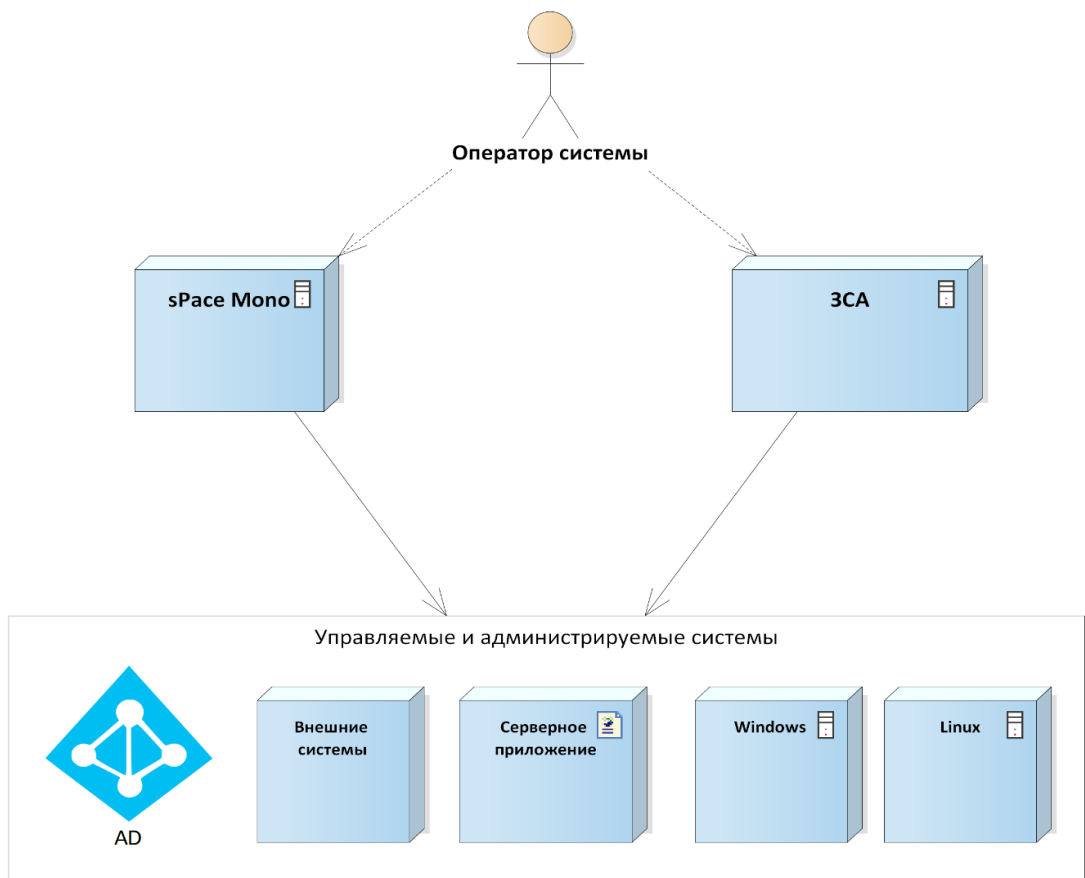 Оператор системы
sPace Mono
ЗСА
Управляемые и администрируемые системы
Внешние
системы
Серверное
приложение
Windows
Linux
AD